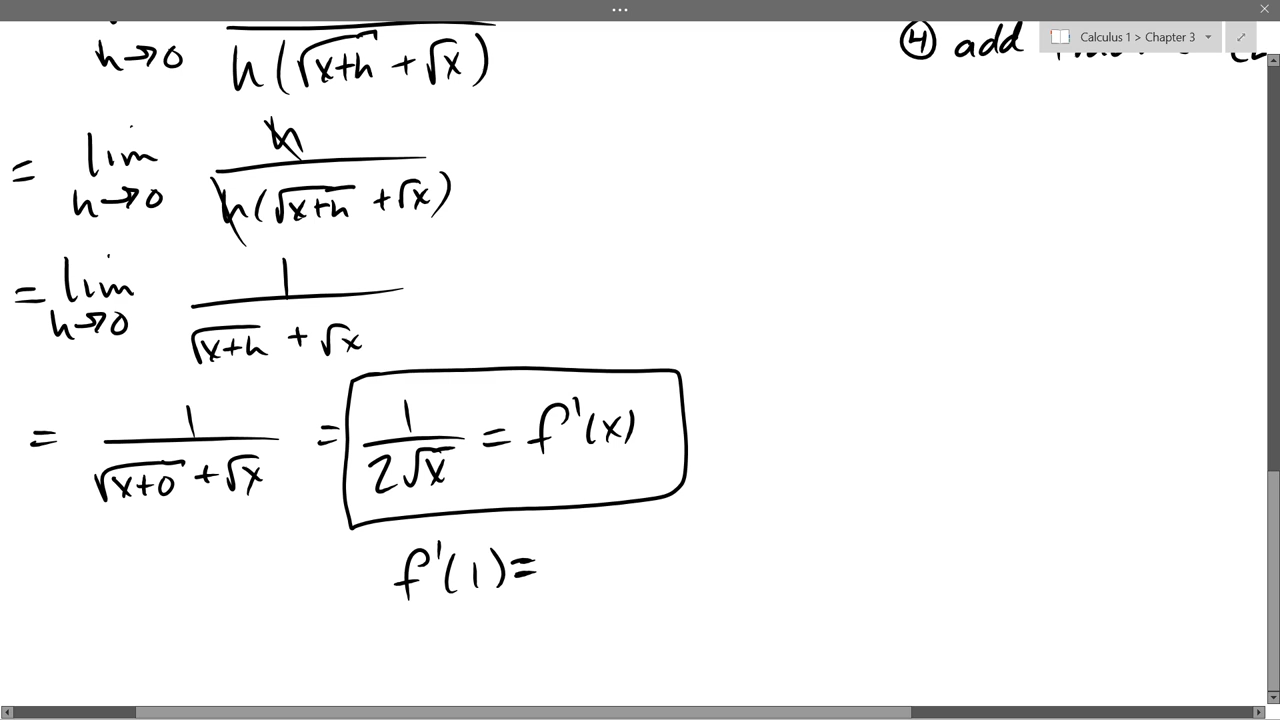 ④ add
Calculus 1 > Chapter 3
h→0 h(√x+h + √x)
= lim h→0 h / h(√x+h + √x)
= lim h→0 1 / √x+h + √x
= 1 / √x+0 + √x = 1 / 2√x = f'(x)
f'(1)=